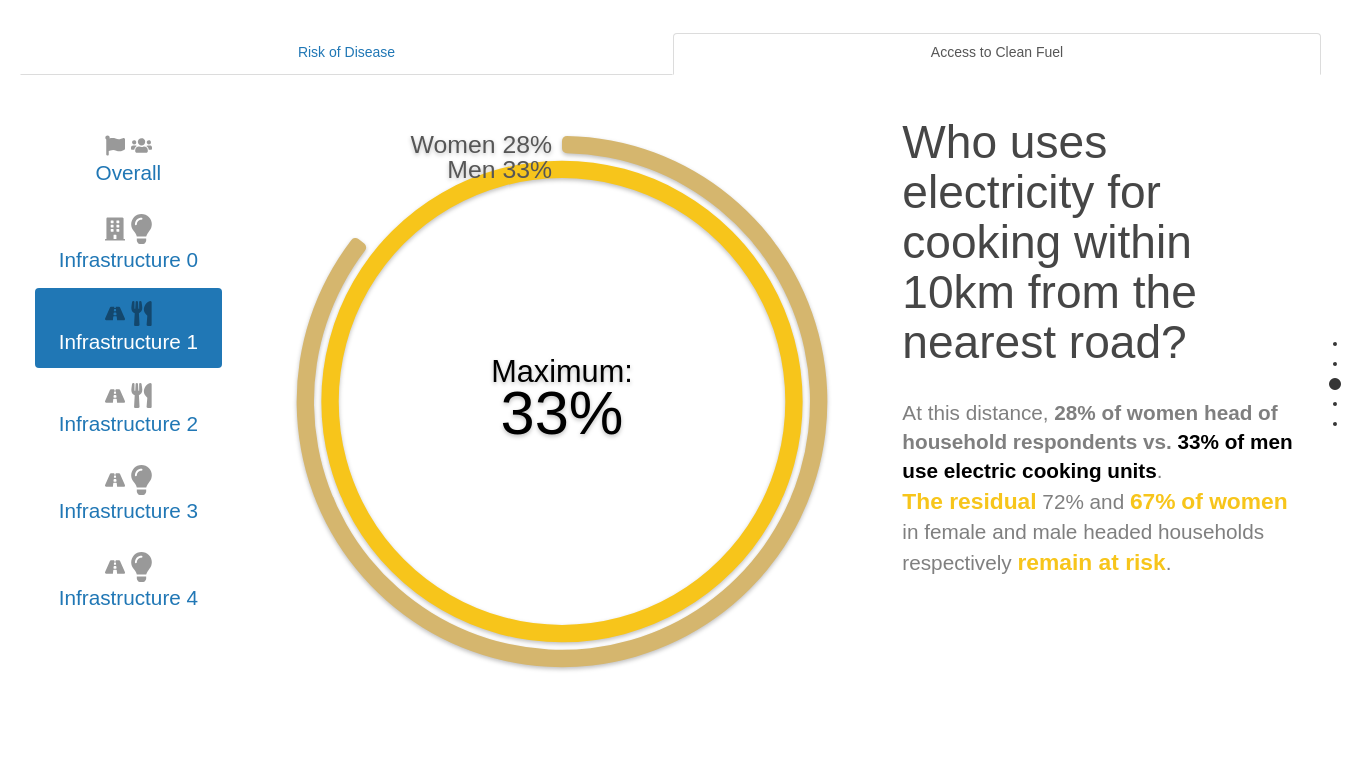 Risk of Disease
Access to Clean Fuel
Overall
Infrastructure 0
Infrastructure 1
Infrastructure 2
Infrastructure 3
Infrastructure 4
Women 28%
Men 33%
Maximum:
33%
Who uses
electricity for
cooking within
10km from the
nearest road?
At this distance, 28% of women head of
household respondents vs. 33% of men
use electric cooking units.
The residual 72% and 67% of women
in female and male headed households
respectively remain at risk.